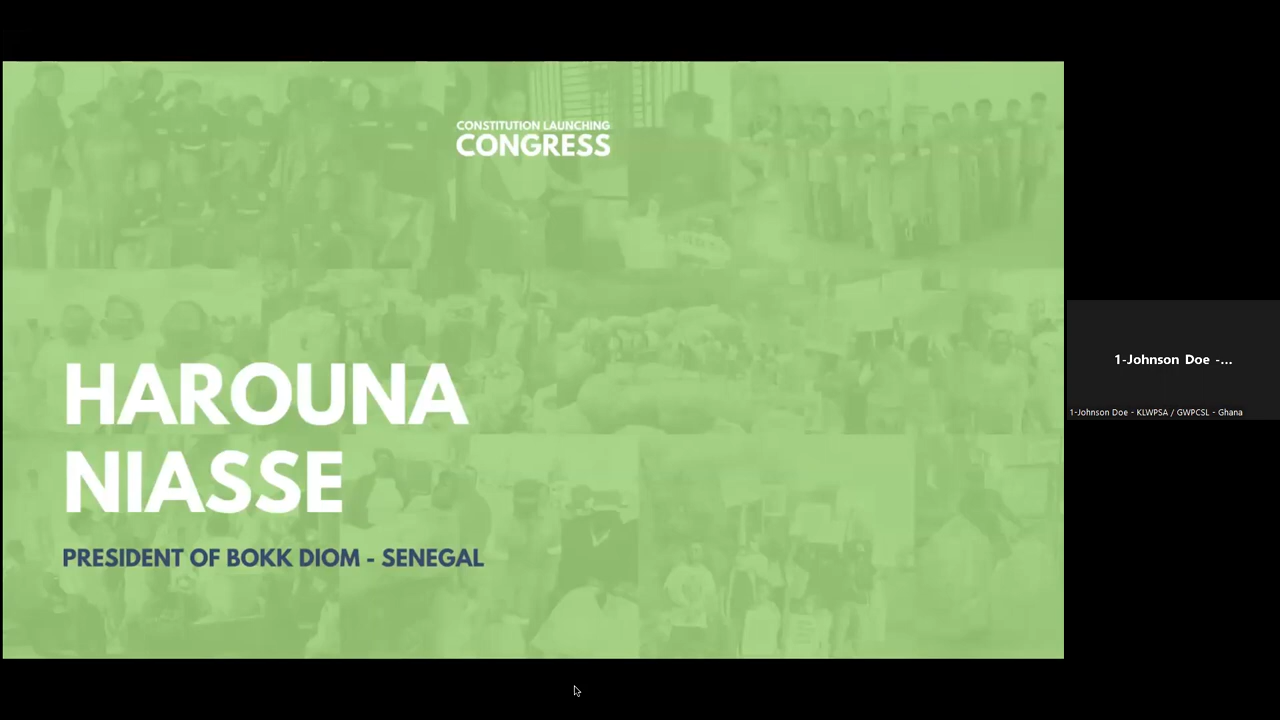 CONSTITUTION LAUNCHING
CONGRESS
HAROUNA
NIASSE
PRESIDENT OF BOKK DIOM - SENEGAL
1-Johnson Doe -...
1-Johnson Doe - KLWPSA / GWPCSL - Ghana